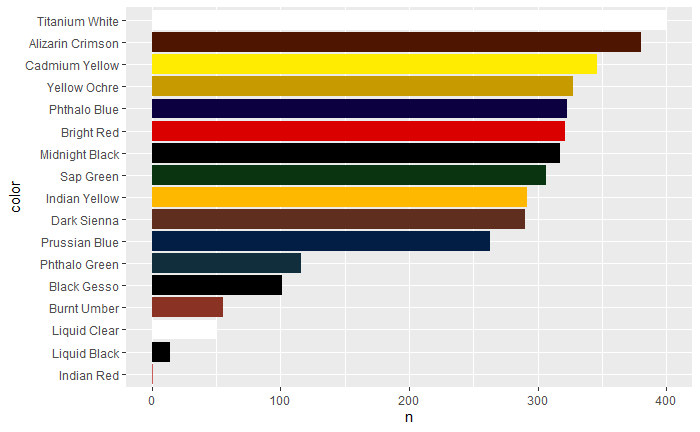 Titanium White
Alizarin Crimson
Cadmium Yellow
Yellow Ochre
Phthalo Blue
Bright Red
Midnight Black
Sap Green
Indian Yellow
Dark Sienna
Prussian Blue
Phthalo Green
Black Gesso
Burnt Umber
Liquid Clear
Liquid Black
Indian Red
color
0 100 200 300 400
n